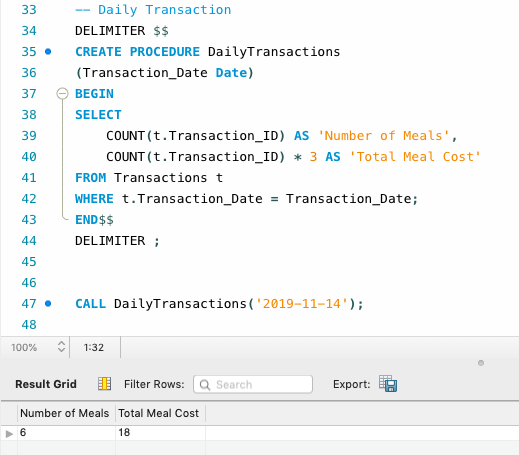 33 -- Daily Transaction
34 DELIMITER $$
35 CREATE PROCEDURE DailyTransactions
36 (Transaction_Date Date)
37 BEGIN
38 SELECT
39 COUNT(t.Transaction_ID) AS 'Number of Meals',
40 COUNT(t.Transaction_ID) * 3 AS 'Total Meal Cost'
41 FROM Transactions t
42 WHERE t.Transaction_Date = Transaction_Date;
43 END$$
44 DELIMITER ;
45
46
47 CALL DailyTransactions('2019-11-14');
48
100% 1:32
Result Grid Filter Rows: Search Export:
Number of Meals Total Meal Cost
6 18